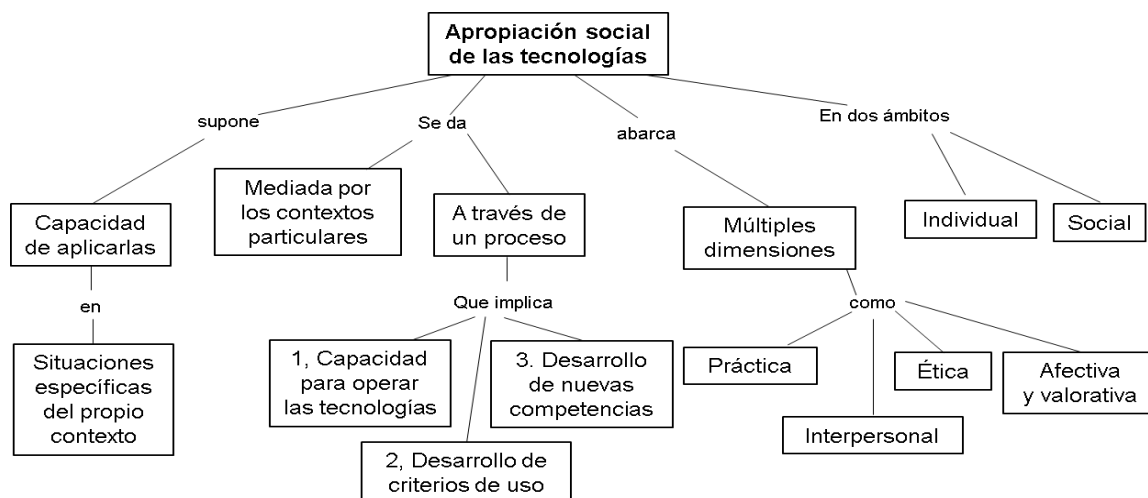 Apropiación social
de las tecnologías
supone
Se da
abarca
En dos ámbitos
Capacidad
de aplicarlas
en
Situaciones
específicas
del propio
contexto
Mediada por
los contextos
particulares
A través de
un proceso
Que implica
1, Capacidad
para operar
las tecnologías
2, Desarrollo de
criterios de uso
3. Desarrollo
de nuevas
competencias
Múltiples
dimensiones
como
Práctica
Interpersonal
Ética
Afectiva
y valorativa
Individual
Social